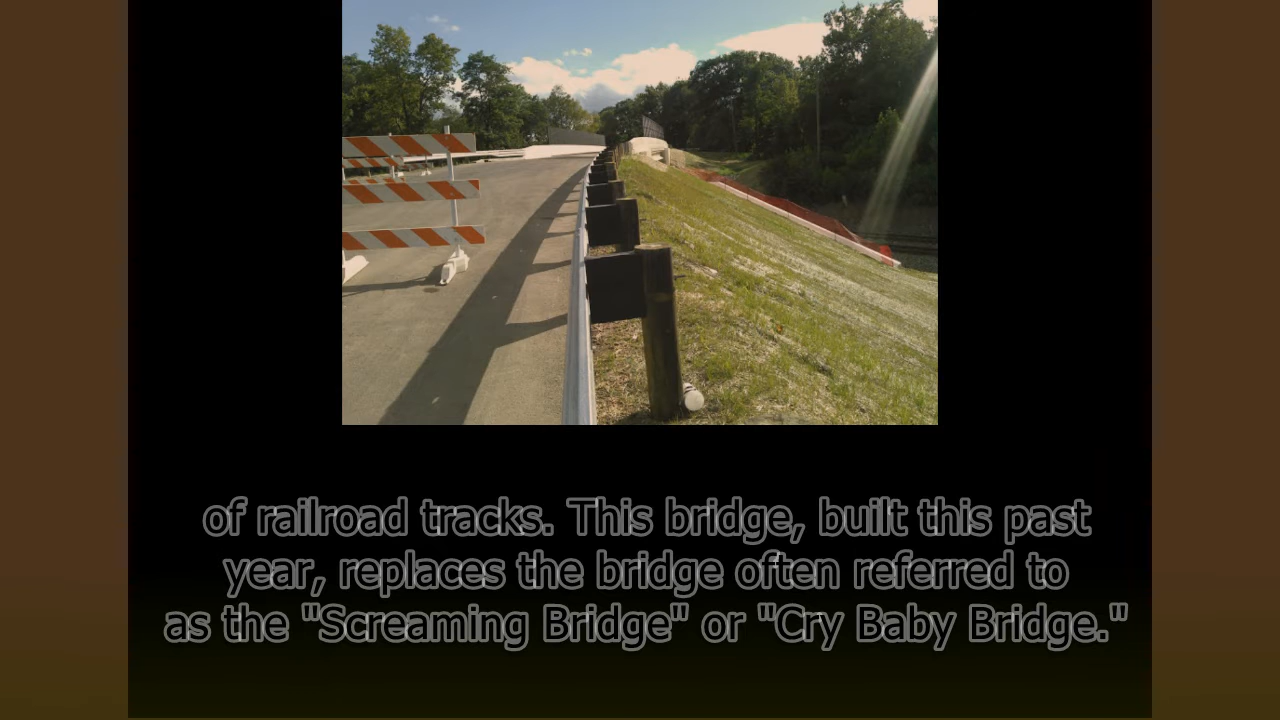 of railroad tracks. This bridge, built this past
year, replaces the bridge often referred to
as the "Screaming Bridge" or "Cry Baby Bridge."